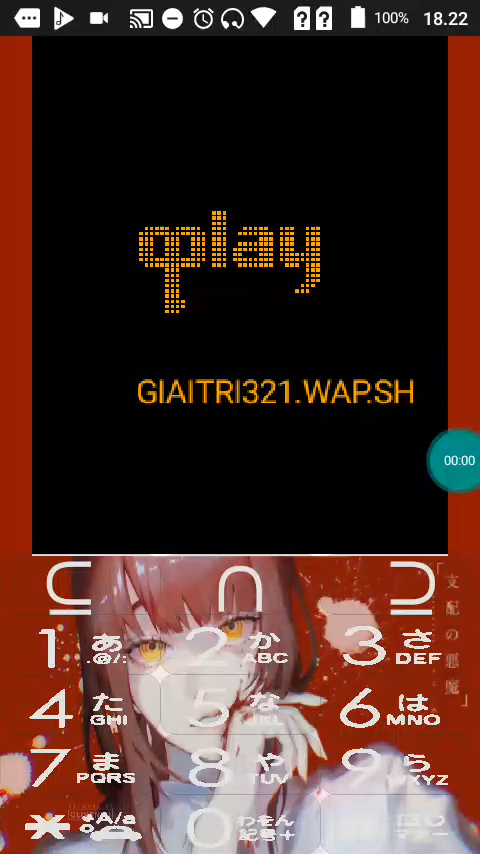 100% 18.22
qplay
GIAITRI321.WAP.SH
00:00
「支配の悪魔」
1 あ .@/:
2 か ABC
3 さ DEF
4 た GHI
5 な JKL
6 は MNO
7 ま PQRS
8 や TUV
9 ら WXYZ
* A/a
0 わをん 記号+